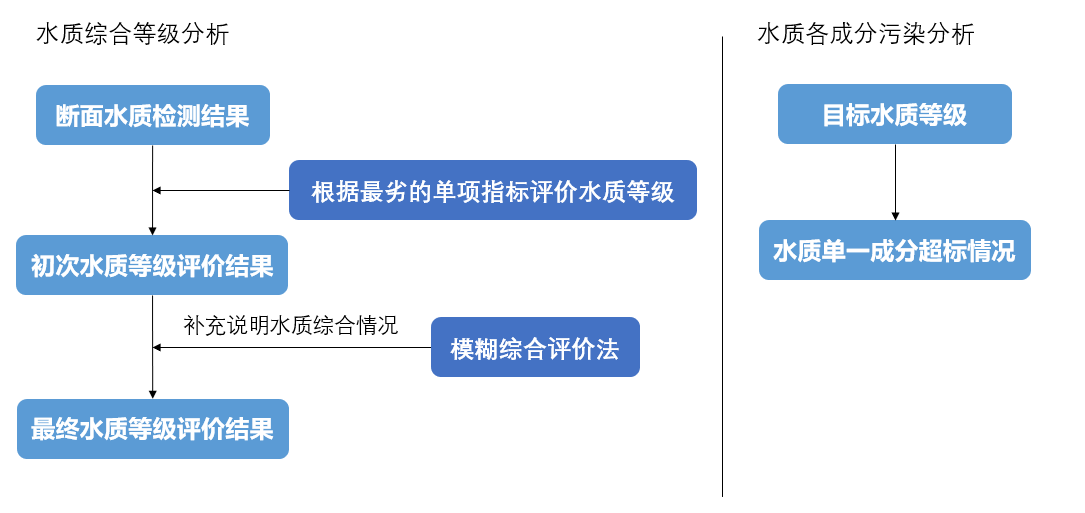 水质综合等级分析
断面水质检测结果
根据最劣的单项指标评价水质等级
初次水质等级评价结果
补充说明水质综合情况
模糊综合评价法
最终水质等级评价结果
水质各成分污染分析
目标水质等级
水质单一成分超标情况